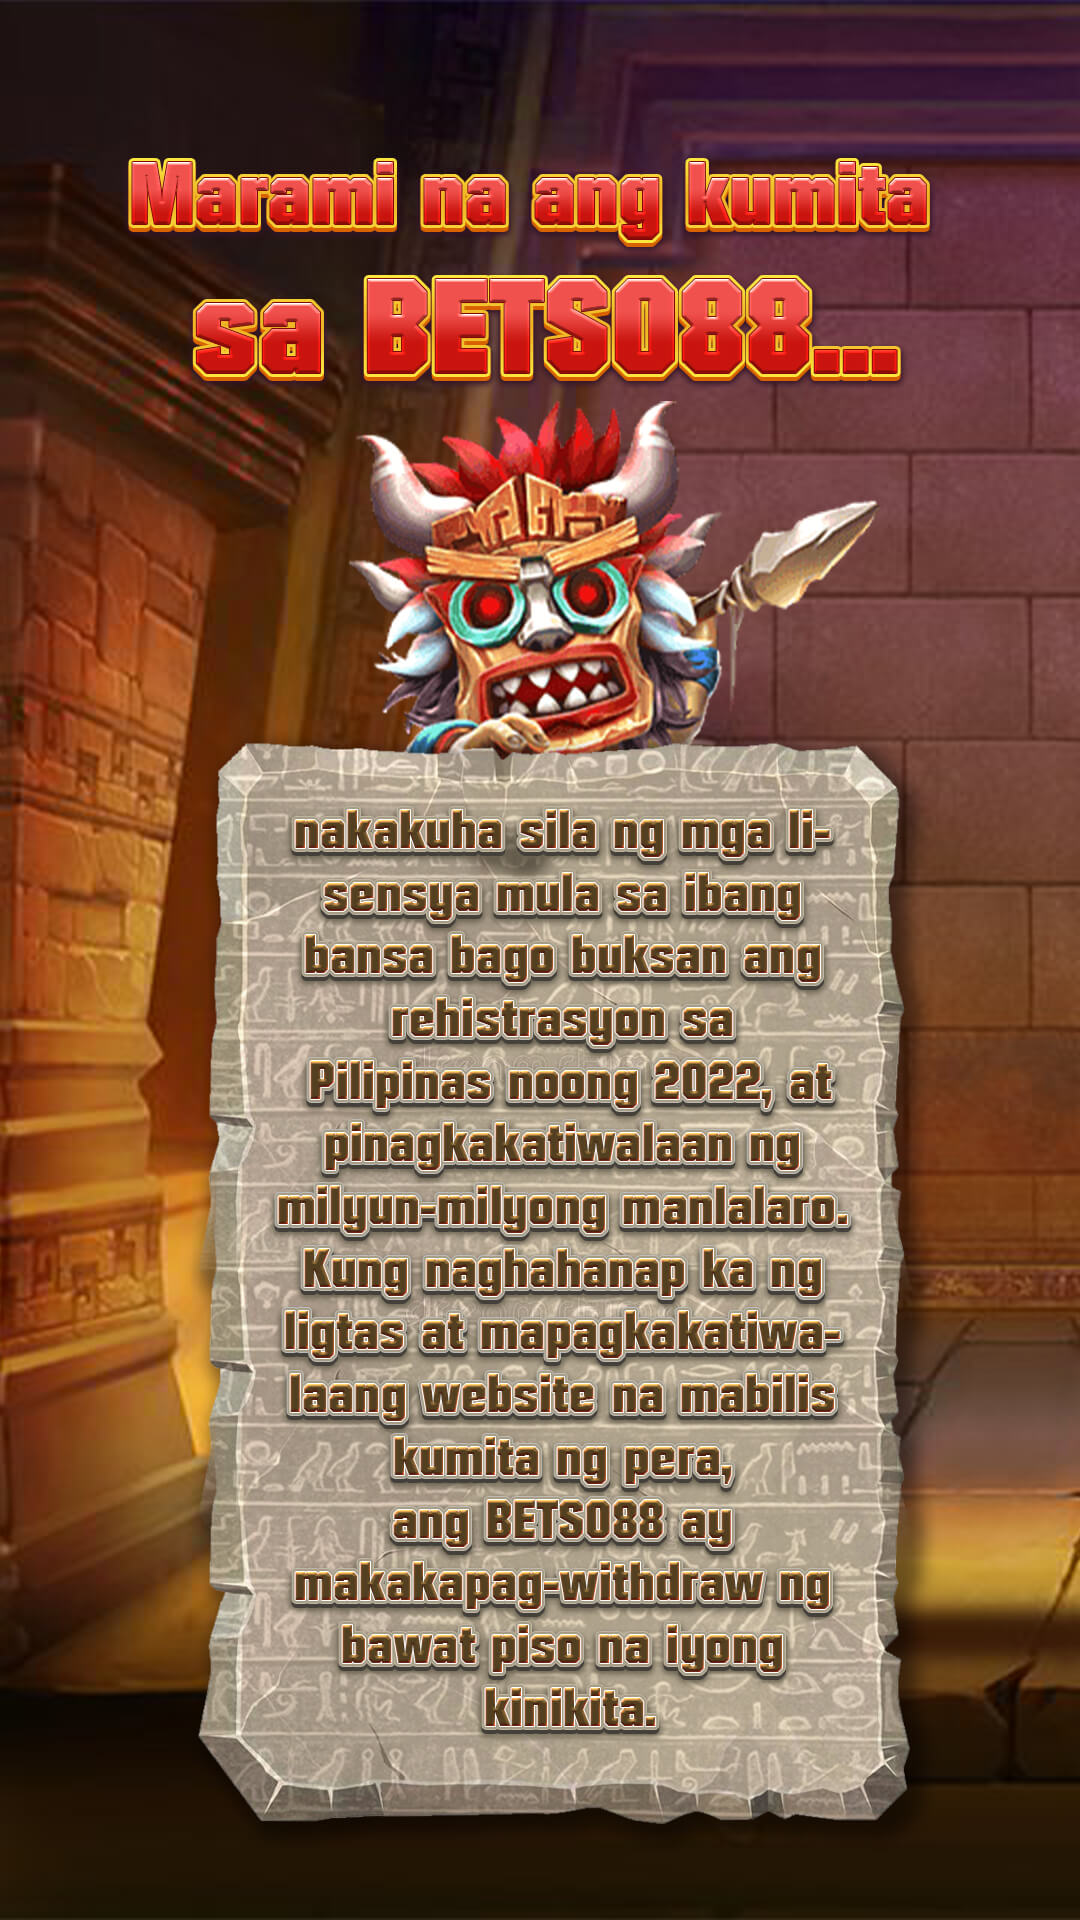 Marami na ang kumita
sa BETSO88...
nakakuha sila ng mga li-
sensya mula sa ibang
bansa bago buksan ang
rehistrasyon sa
Pilipinas noong 2022, at
pinagkakatiwalaan ng
milyun-milyong manlalaro.
Kung naghahanap ka ng
ligtas at mapagkakatiwa-
laang website na mabilis
kumita ng pera,
ang BETSO88 ay
makakapag-withdraw ng
bawat piso na iyong
kinikita.